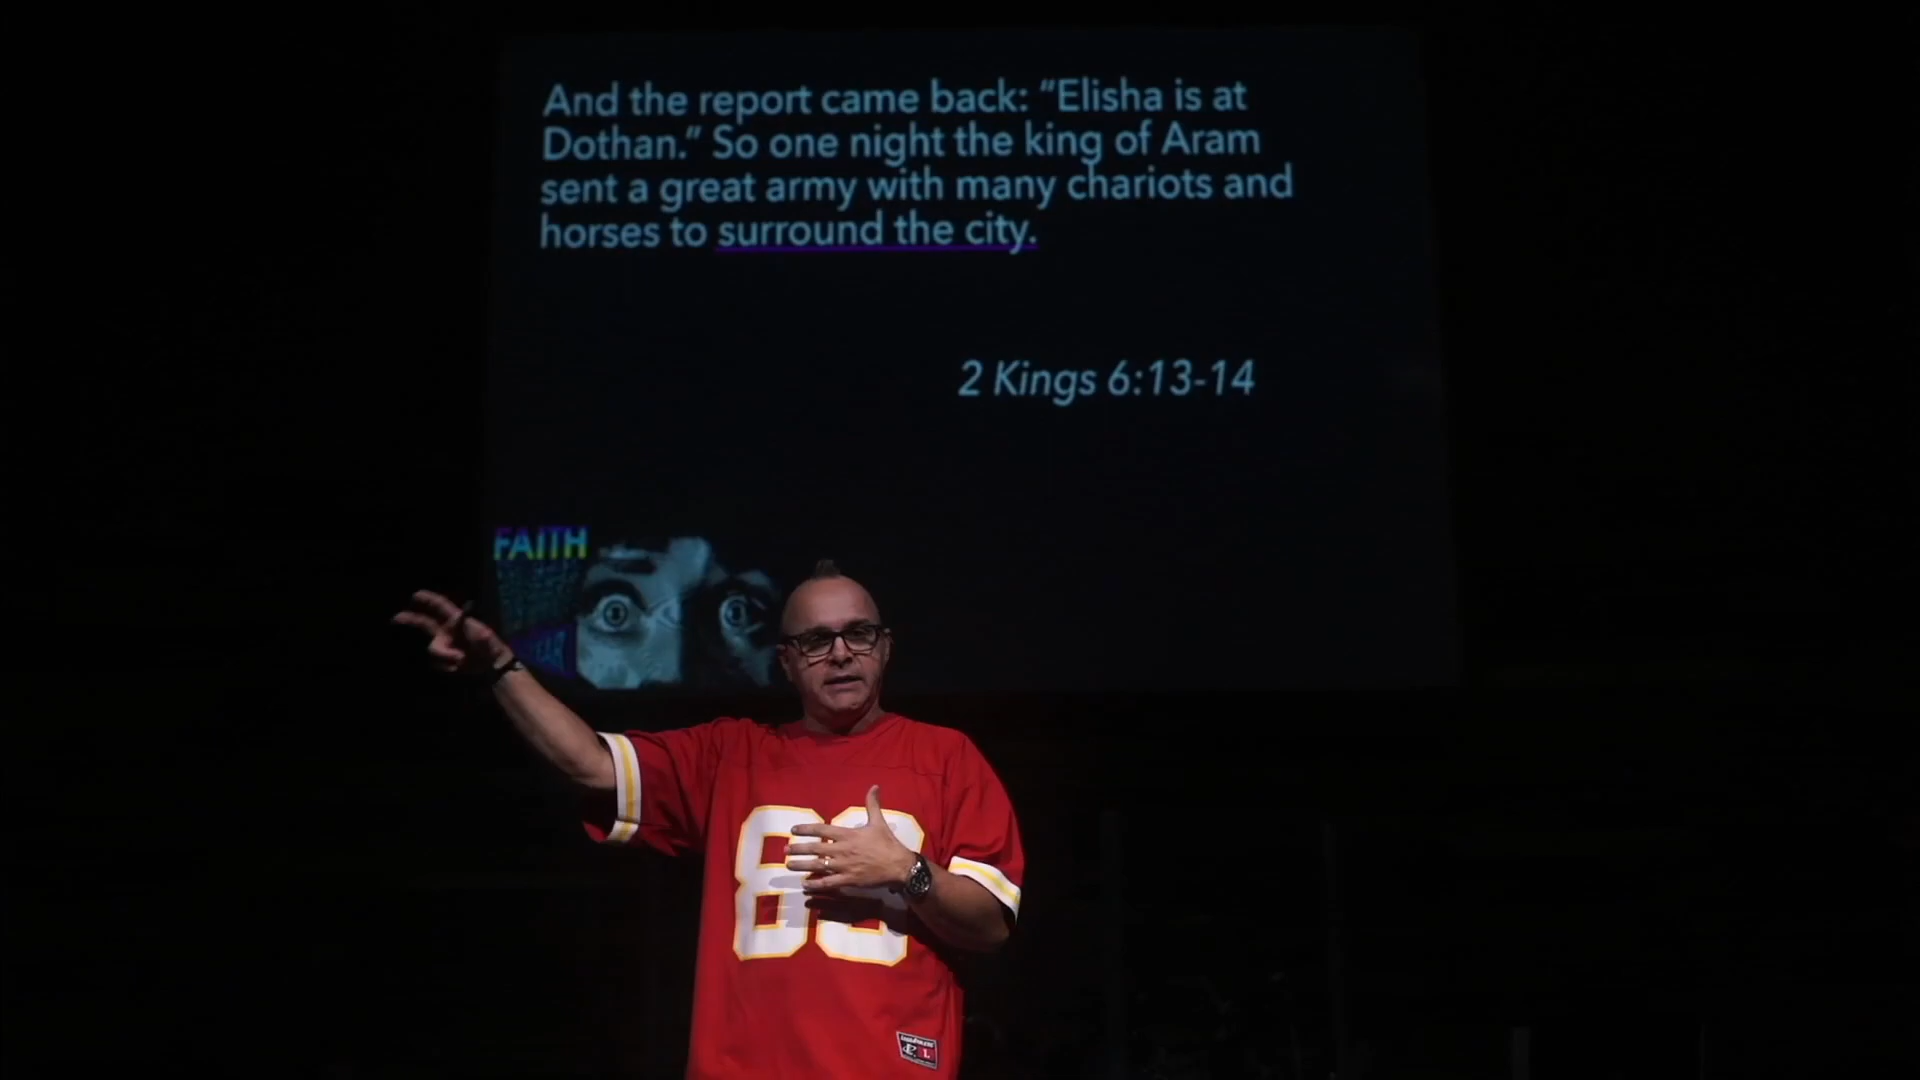 And the report came back: “Elisha is at
Dothan.” So one night the king of Aram
sent a great army with many chariots and
horses to surround the city.
2 Kings 6:13-14
FAITH
FEAR
L